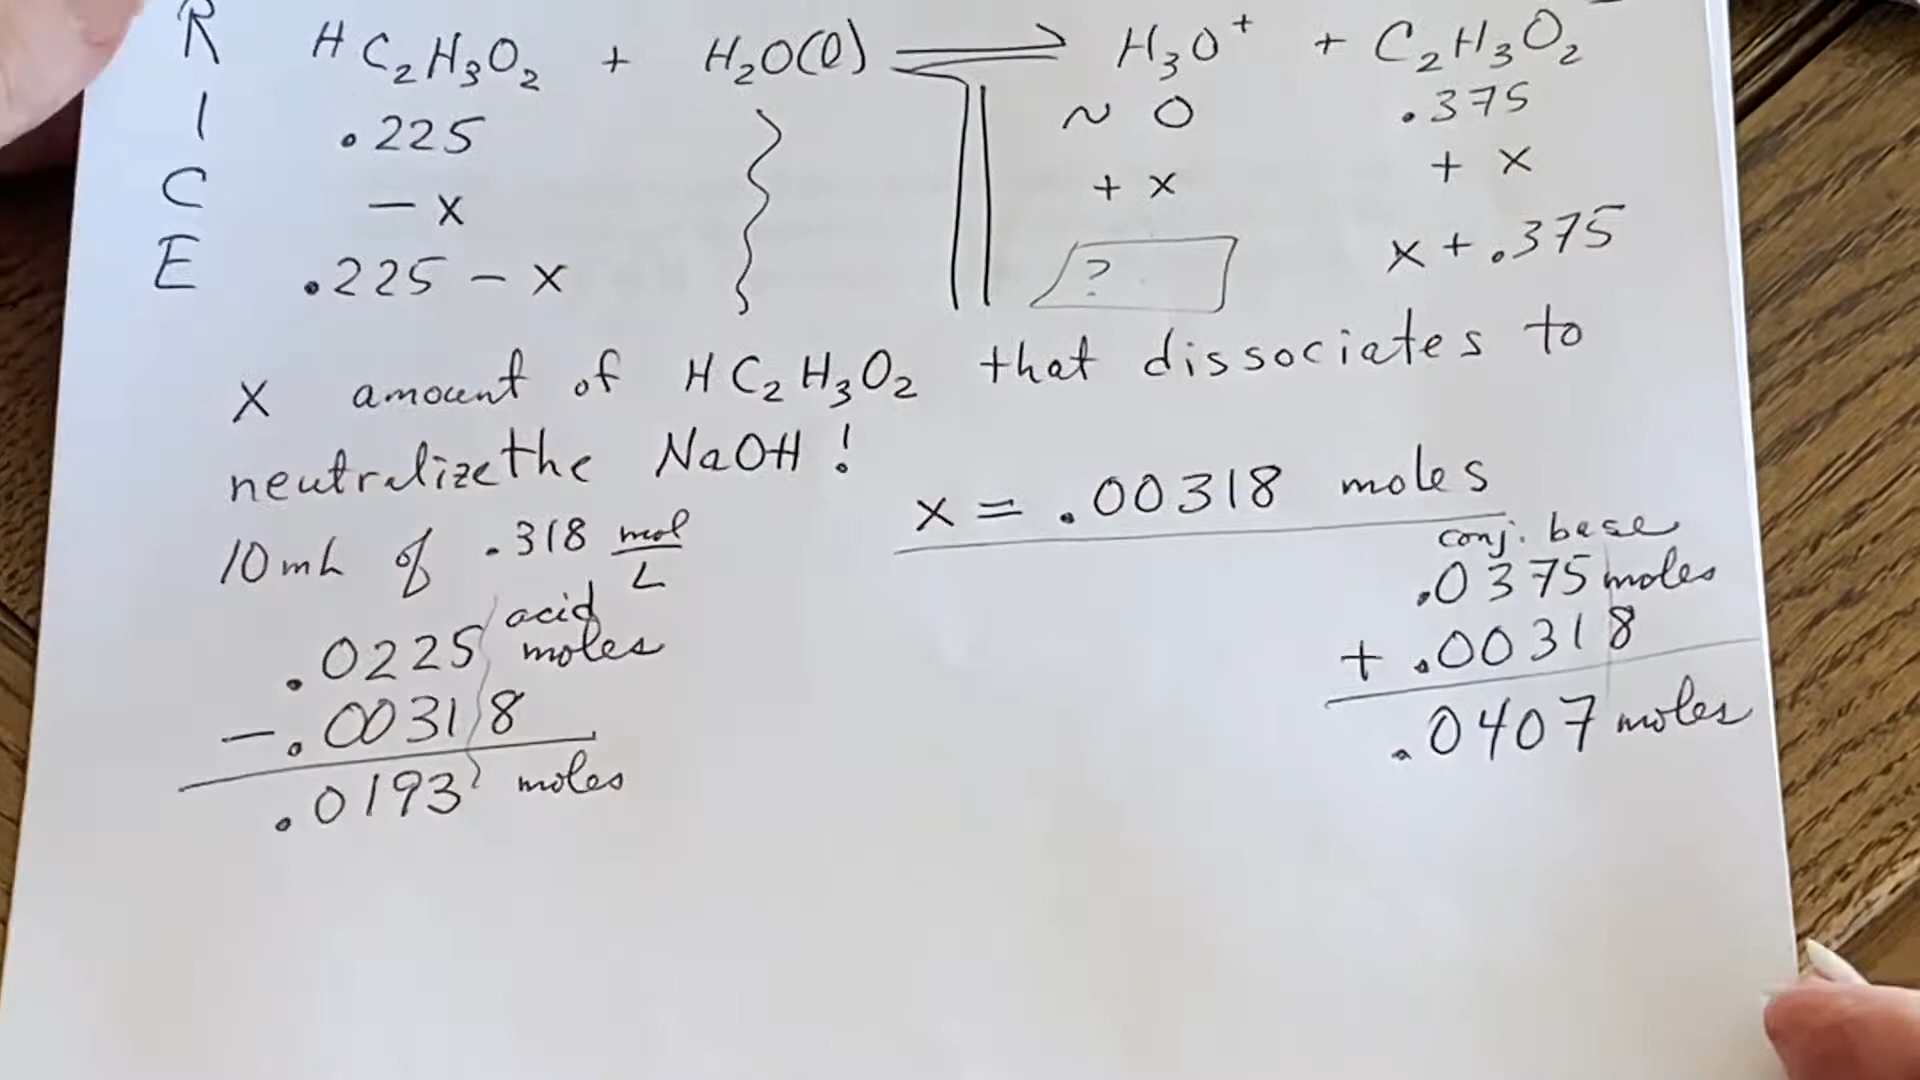 R HC₂H₃O₂ + H₂O(l) ⇌ H₃O⁺ + C₂H₃O₂⁻
I .225 ~ 0 .375
C - x + x + x
E .225 - x ? x + .375
X amount of HC₂H₃O₂ that dissociates to
neutralize the NaOH!
x = .00318 moles
10 mL of .318 mol/L
acid
.0225 moles
- .00318
.0193 moles
conj. base
.0375 moles
+ .00318
.0407 moles